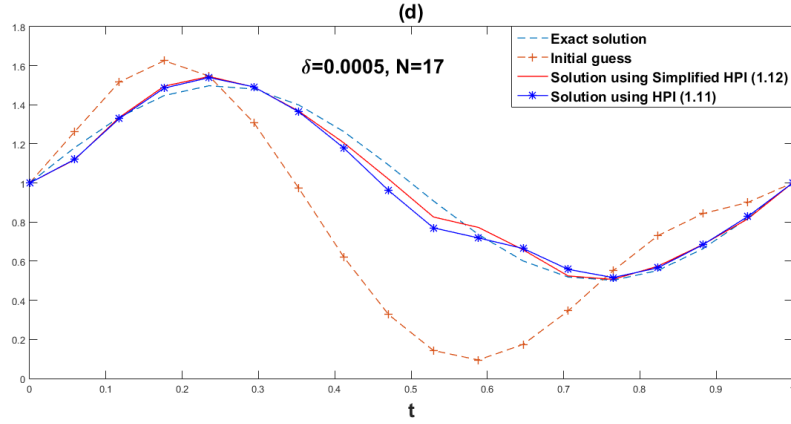 (d)
δ=0.0005, N=17
Exact solution
Initial guess
Solution using Simplified HPI (1.12)
Solution using HPI (1.11)
1.8
1.6
1.4
1.2
1
0.8
0.6
0.4
0.2
0
0 0.1 0.2 0.3 0.4 0.5 0.6 0.7 0.8 0.9 1
t